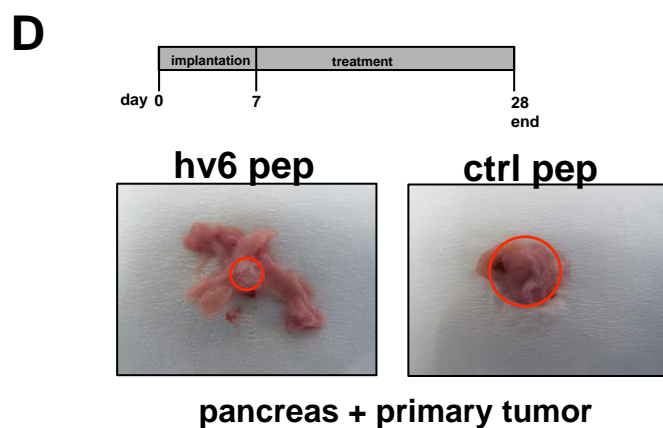 D
implantation treatment
day 0 7 28
end
hv6 pep ctrl pep
pancreas + primary tumor